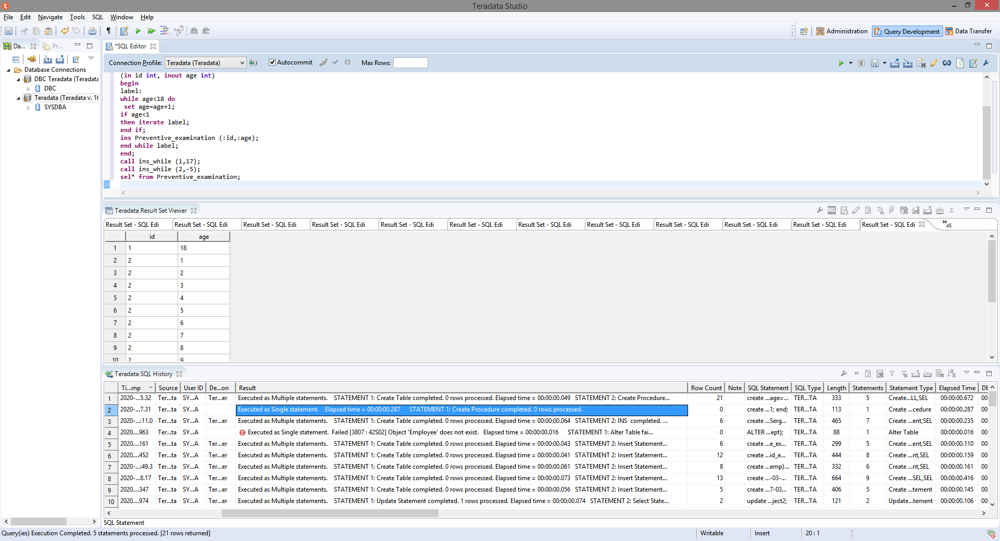 Teradata Studio
File Edit Navigate Tools SQL Window Help
Administration Query Development Data Transfer
Da... Pr...
Database Connections
DBC Teradata (Teradata
DBC
Teradata (Teradata v. 16
SYSDBA
*SQL Editor
Connection Profile: Teradata (Teradata) Autocommit Max Rows:
(in id int, inout age int)
begin
label:
while age<18 do
set age=age+1;
if age<1
then iterate label;
end if;
ins Preventive_examination (:id,:age);
end while label;
end;
call ins_while (1,17);
call ins_while (2,-5);
sel* from Preventive_examination;
Teradata Result Set Viewer
SQL
Result Set - SQL Edi Result Set - SQL Edi Result Set - SQL Edi Result Set - SQL Edi Result Set - SQL Edi Result Set - SQL Edi Result Set - SQL Edi Result Set - SQL Edi Result Set - SQL Edi Result Set - SQL Edi Result Set - SQL Edi Result Set - SQL Edi »45
id age
1 1 18
2 2 1
3 2 2
4 2 3
5 2 4
6 2 5
7 2 6
8 2 7
9 2 8
10 2 9
Teradata SQL History
Ti...mp Source User ID De...on Result Row Count Note SQL Statement SQL Type Length Statements Statement Type Elapsed Time DE
1 2020-...5.32 Ter...ta SY...A Ter...er Executed as Multiple statements. STATEMENT 1: Create Table completed. 0 rows processed. Elapsed time = 00:00:00.049 STATEMENT 2: Create Procedure... 21 create ...age=... TER...TA 333 5 Create...LL,SEL 00:00:00.672 00:
2 2020-...7.31 Ter...ta SY...A Executed as Single statement. Elapsed time = 00:00:00.287 STATEMENT 1: Create Procedure completed. 0 rows processed. 0 create ...1; end; TER...TA 113 1 Create ...cedure 00:00:00.287 00:
3 2020-...:11.0 Ter...ta SY...A Ter...er Executed as Multiple statements. STATEMENT 1: Create Table completed. 0 rows processed. Elapsed time = 00:00:00.064 STATEMENT 2: INS completed. ... 6 create ...Serg... TER...TA 465 7 Create ...ent,SEL 00:00:00.235 00:
4 2020....963 Ter...ta SY...A Executed as Single statement. Failed [3807 : 42S02] Object 'Employee' does not exist. Elapsed time = 00:00:00.016 STATEMENT 1: Alter Table fai... 0 ALTER ...ept); TER...TA 88 1 Alter Table 00:00:00.016 00:
5 2020....161 Ter...ta SY...A Ter...er Executed as Multiple statements. STATEMENT 1: Create Table completed. 0 rows processed. Elapsed time = 00:00:00.043 STATEMENT 2: Insert Statement... 6 create ...e_ex... TER...TA 299 5 Create ...ent,SEL 00:00:00.110 00:
6 2020....452 Ter...ta SY...A Ter...er Executed as Multiple statements. STATEMENT 1: Create Table completed. 0 rows processed. Elapsed time = 00:00:00.041 STATEMENT 2: Insert Statement... 12 create ...id_e... TER...TA 444 8 Create ...nt,SEL 00:00:00.159 00:
7 2020-...:49.3 Ter...ta SY...A Ter...er Executed as Multiple statements. STATEMENT 1: Create Table completed. 0 rows processed. Elapsed time = 00:00:00.061 STATEMENT 2: Insert Statement... 8 create ...emp)... TER...TA 332 6 Create ...nt,SEL 00:00:00.161 00:
8 2020-...8.17 Ter...ta SY...A Ter...er Executed as Multiple statements. STATEMENT 1: Create Table completed. 0 rows processed. Elapsed time = 00:00:00.073 STATEMENT 2: Insert Statement... 13 create ...-03-... TER...TA 664 9 Create ...SEL,SEL 00:00:00.416 00:
9 2020....347 Ter...ta SY...A Ter...er Executed as Multiple statements. STATEMENT 1: Create Table completed. 0 rows processed. Elapsed time = 00:00:00.056 STATEMENT 2: Insert Statement... 5 create ...7-03... TER...TA 406 5 Create ...tement 00:00:00.145 00:
10 2020....974 Ter...ta SY...A Ter...er Executed as Multiple statements. STATEMENT 1: Update Statement completed. 1 rows processed. Elapsed time = 00:00:00.074 STATEMENT 2: Select State... 2 update ...ject2; TER...TA 121 2 Update...tement 00:00:00.106 00:
SQL Statement
Query(ies) Execution Completed. 5 statements processed. [21 rows returned] Writable Insert 20 : 1